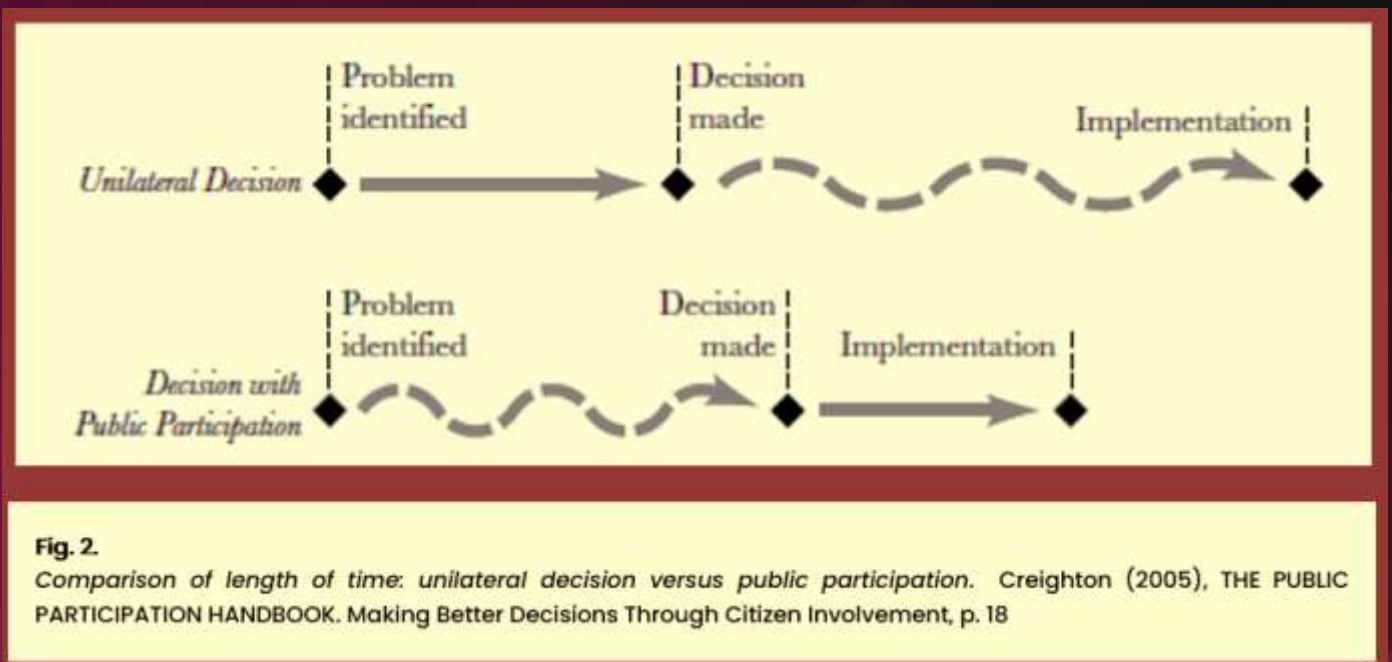 Problem
identified
Decision
made
Implementation
Unilateral Decision
Problem
identified
Decision
made
Implementation
Decision with
Public Participation
Fig. 2.
Comparison of length of time: unilateral decision versus public participation. Creighton (2005), THE PUBLIC
PARTICIPATION HANDBOOK. Making Better Decisions Through Citizen Involvement, p. 18